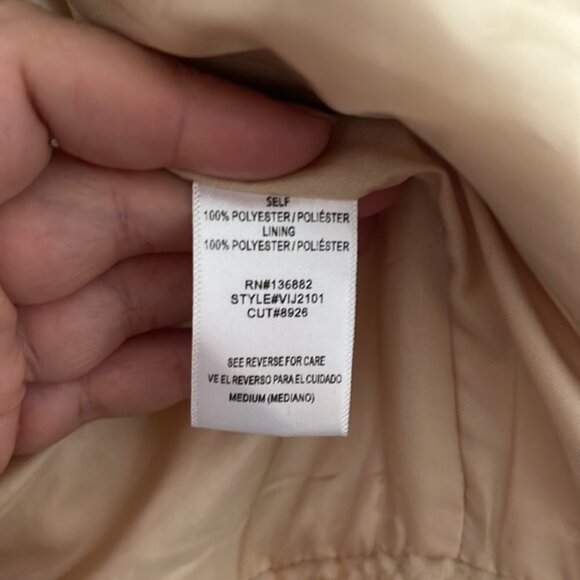 SELF
100% POLYESTER / POLIÉSTER
LINING
100% POLYESTER / POLIÉSTER
RN#136882
STYLE#VIJ2101
CUT#8926
SEE REVERSE FOR CARE
VE EL REVERSO PARA EL CUIDADO
MEDIUM (MEDIANO)